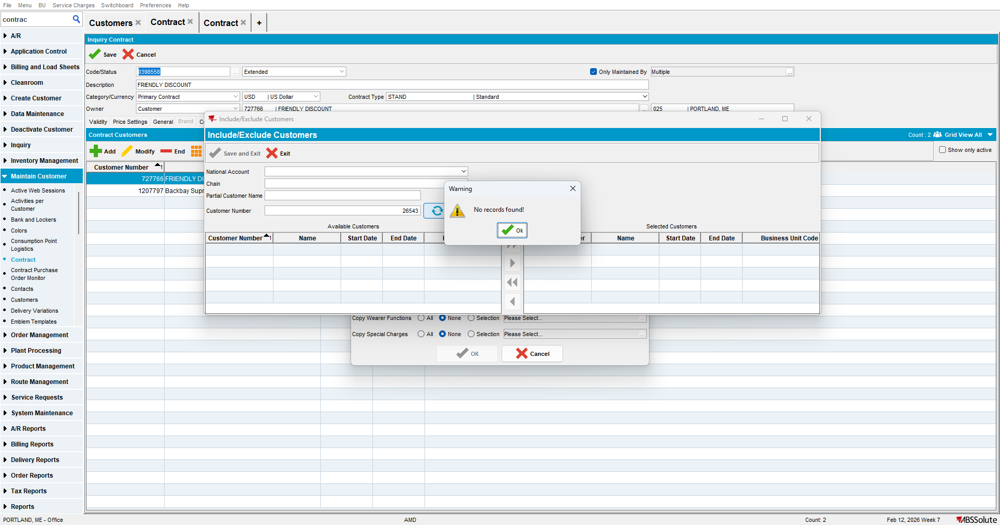 File Menu BU Service Charges Switchboard Preferences Help
contrac
Customers Contract Contract +
A/R
Application Control
Billing and Load Sheets
Cleanroom
Create Customer
Data Maintenance
Deactivate Customer
Inquiry
Inventory Management
Maintain Customer
Active Web Sessions
Activities per
Customer
Bank and Lockers
Colors
Consumption Point
Logistics
Contract
Contract Purchase
Order Monitor
Contacts
Customers
Delivery Variations
Emblem Templates
Order Management
Plant Processing
Product Management
Route Management
Service Requests
System Maintenance
A/R Reports
Billing Reports
Delivery Reports
Order Reports
Tax Reports
Reports
Inquiry Contract
Save Cancel
Code/Status 0398558 ... Extended Only Maintained By Multiple ...
Description FRIENDLY DISCOUNT
Category/Currency Primary Contract USD | US Dollar Contract Type STAND | Standard
Owner Customer 727766 | FRIENDLY DISCOUNT ... 025 | PORTLAND, ME
Validity Price Settings General Brand
Contract Customers Count : 2 Grid View All
Add Modify End Show only active
Customer Number 1
727766 FRIENDLY DI
1207797 Backbay Supr
Include/Exclude Customers
Include/Exclude Customers
Save and Exit Exit
National Account
Chain
Partial Customer Name
Customer Number 26543
Available Customers Selected Customers
Customer Number 1 Name Start Date End Date
er Name Start Date End Date Business Unit Code
Warning
No records found!
Ok
Copy Wearer Functions All None Selection Please Select... ...
Copy Special Charges All None Selection Please Select... ...
OK Cancel
PORTLAND, ME - Office AMD Count: 2 Feb 12, 2026 Week 7 ABSSolute